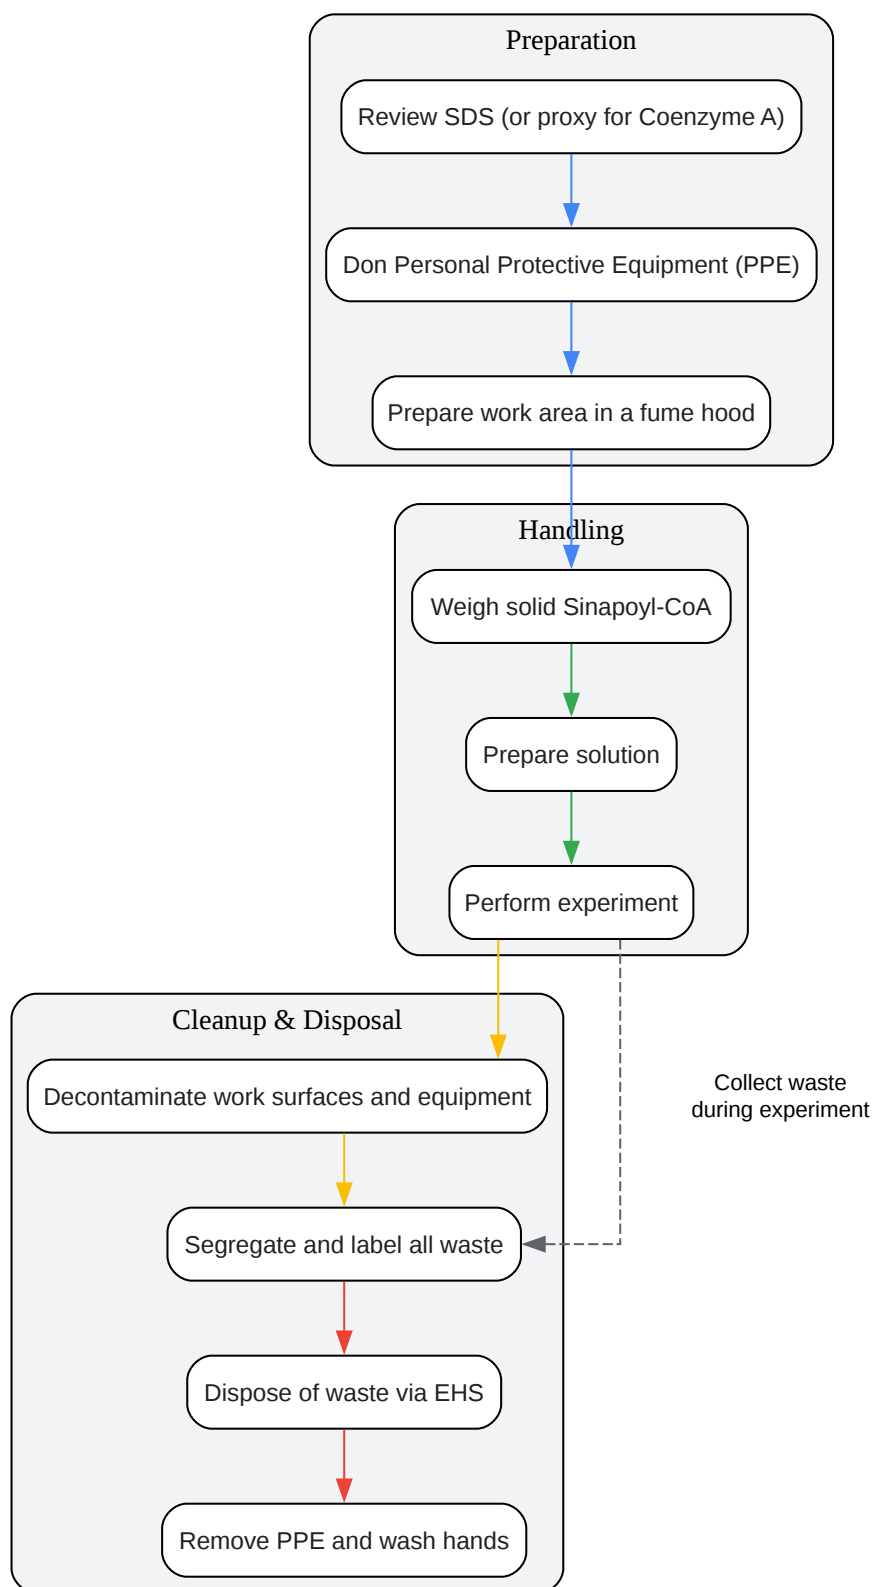 Preparation
Review SDS (or proxy for Coenzyme A)
Don Personal Protective Equipment (PPE)
Prepare work area in a fume hood
Handling
Weigh solid Sinapoyl-CoA
Prepare solution
Perform experiment
Cleanup & Disposal
Decontaminate work surfaces and equipment
Collect waste
during experiment
Segregate and label all waste
Dispose of waste via EHS
Remove PPE and wash hands